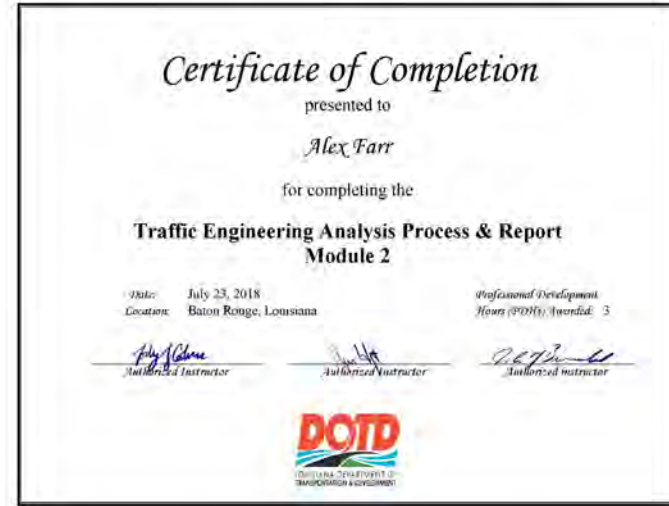 Certificate of Completion
presented to
Alex Farr
for completing the
Traffic Engineering Analysis Process & Report
Module 2
Date: July 23, 2018
Location: Baton Rouge, Louisiana
Professional Development
Hours (PDHs) Awarded: 3
Authorized Instructor
Authorized Instructor
Authorized instructor
DOTD
LOUISIANA DEPARTMENT OF
TRANSPORTATION & DEVELOPMENT